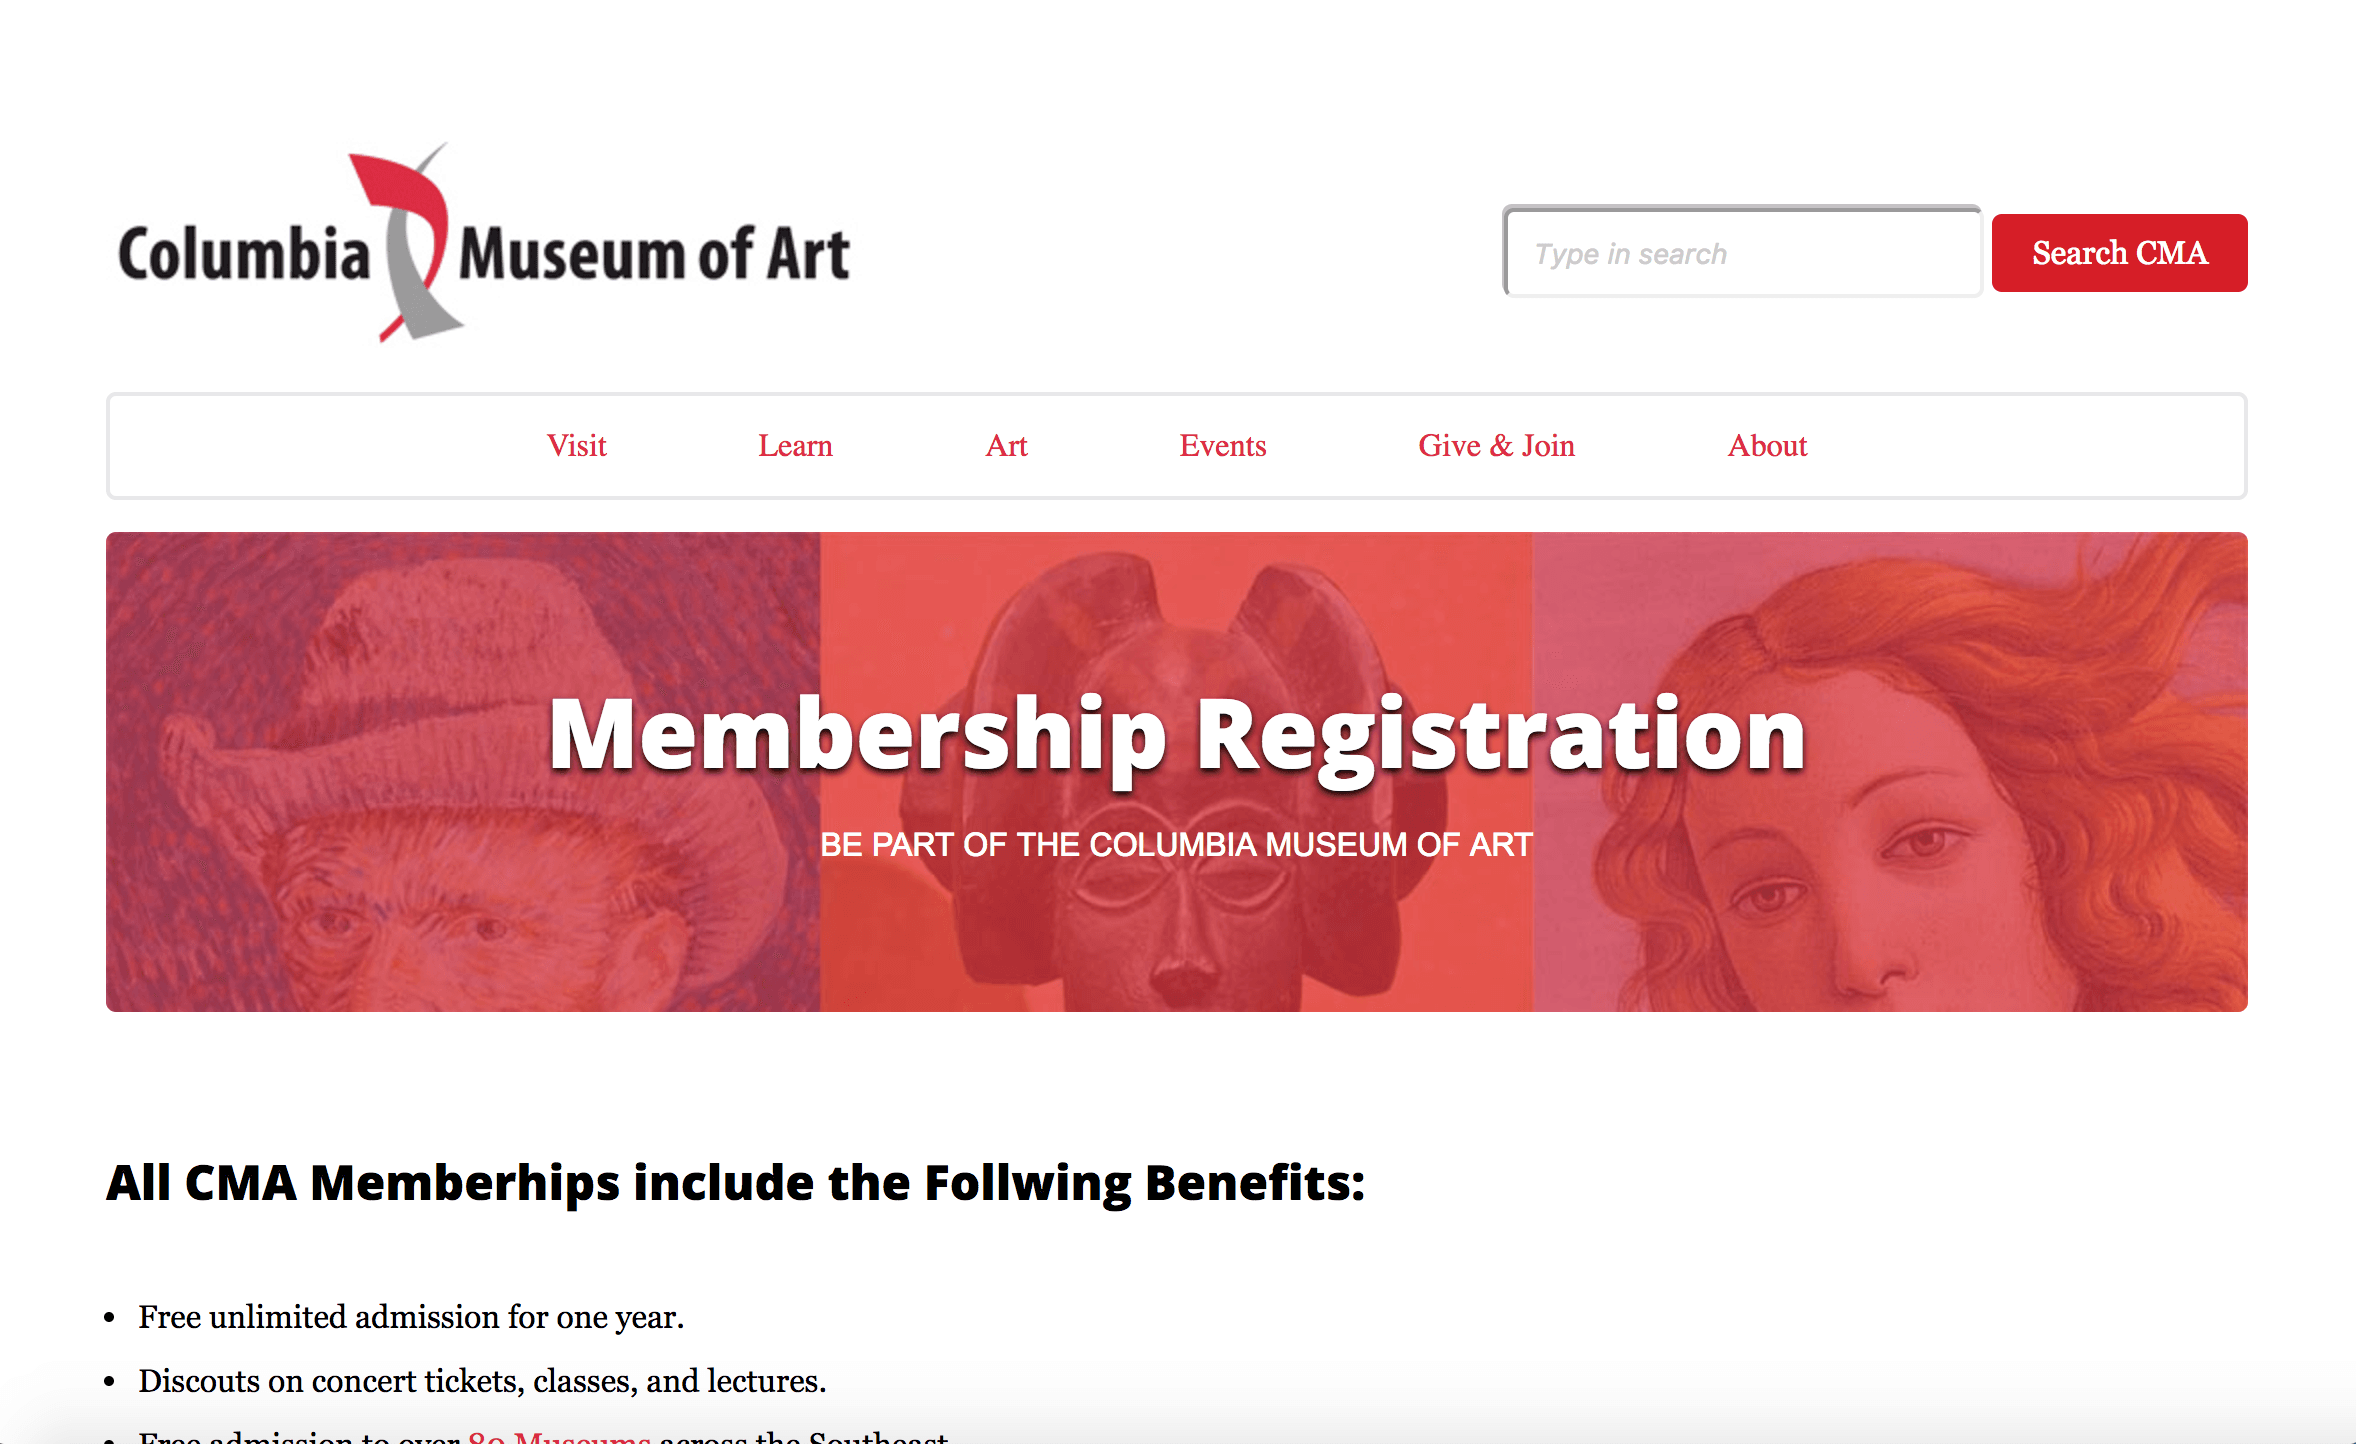 Columbia Museum of Art
Type in search
Search CMA
Visit Learn Art Events Give & Join About
Membership Registration
BE PART OF THE COLUMBIA MUSEUM OF ART
All CMA Memberhips include the Follwing Benefits:
• Free unlimited admission for one year.
• Discouts on concert tickets, classes, and lectures.
• Free admission to over 80 Museums across the Southeast